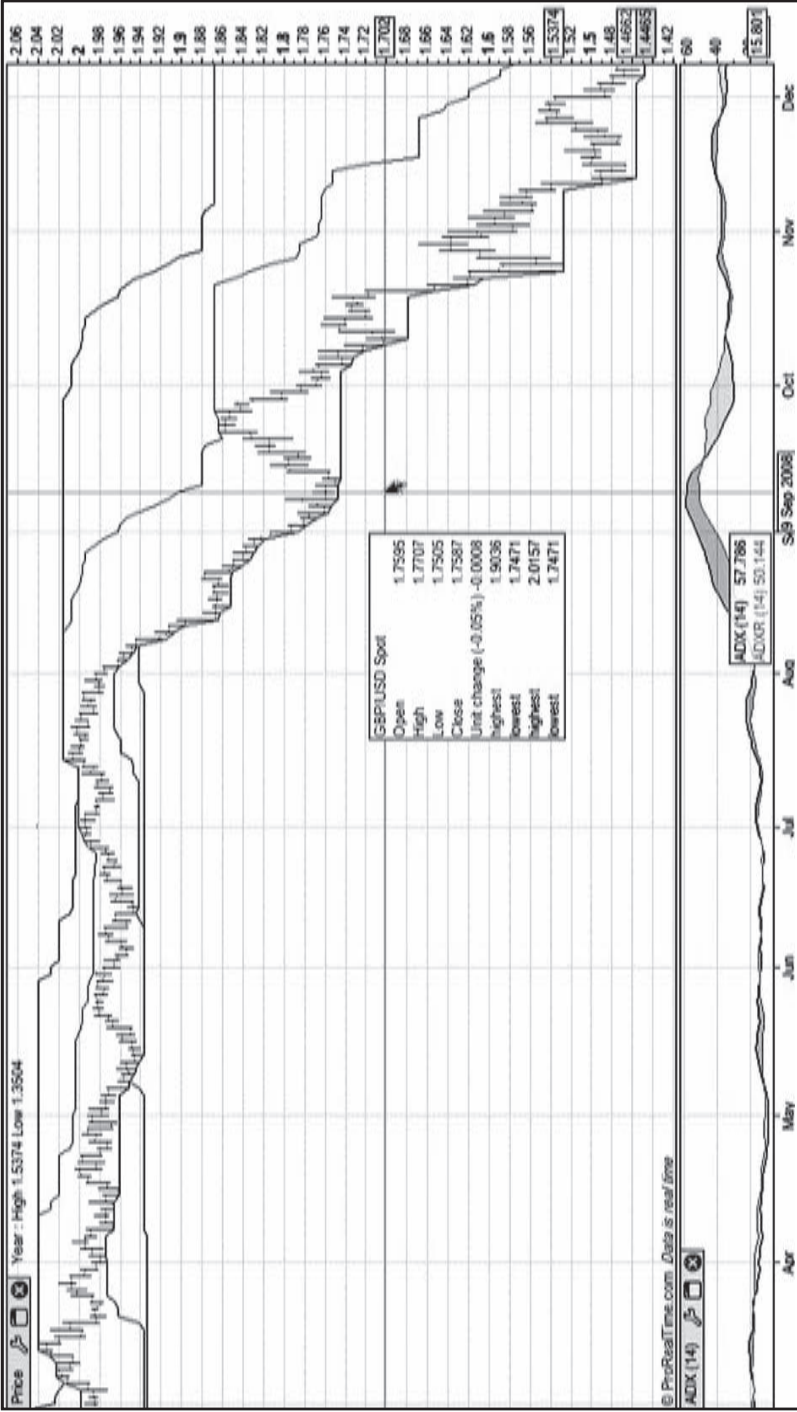 Price
Year : High 1.5374 Low 1.3504
2.06
2.04
2.02
2
1.98
1.96
1.94
1.92
1.9
1.88
1.86
1.84
1.82
1.8
1.78
1.76
1.74
1.72
1.702
1.68
1.66
1.64
1.62
1.6
1.58
1.56
1.5374
1.52
1.5
1.48
1.4662
1.4465
1.42
GBP/USD Spot
Open 1.7595
High 1.7707
Low 1.7505
Close 1.7587
Unit change (-0.05%) -0.0008
highest 1.9036
lowest 1.7471
highest 2.0157
lowest 1.7471
© ProRealTime.com Data is real time
ADX (14)
60
40
15.801
ADX (14) 57.786
ADXR (14) 50.144
Apr
May
Jun
Jul
Aug
9 Sep 2008
Oct
Nov
Dec